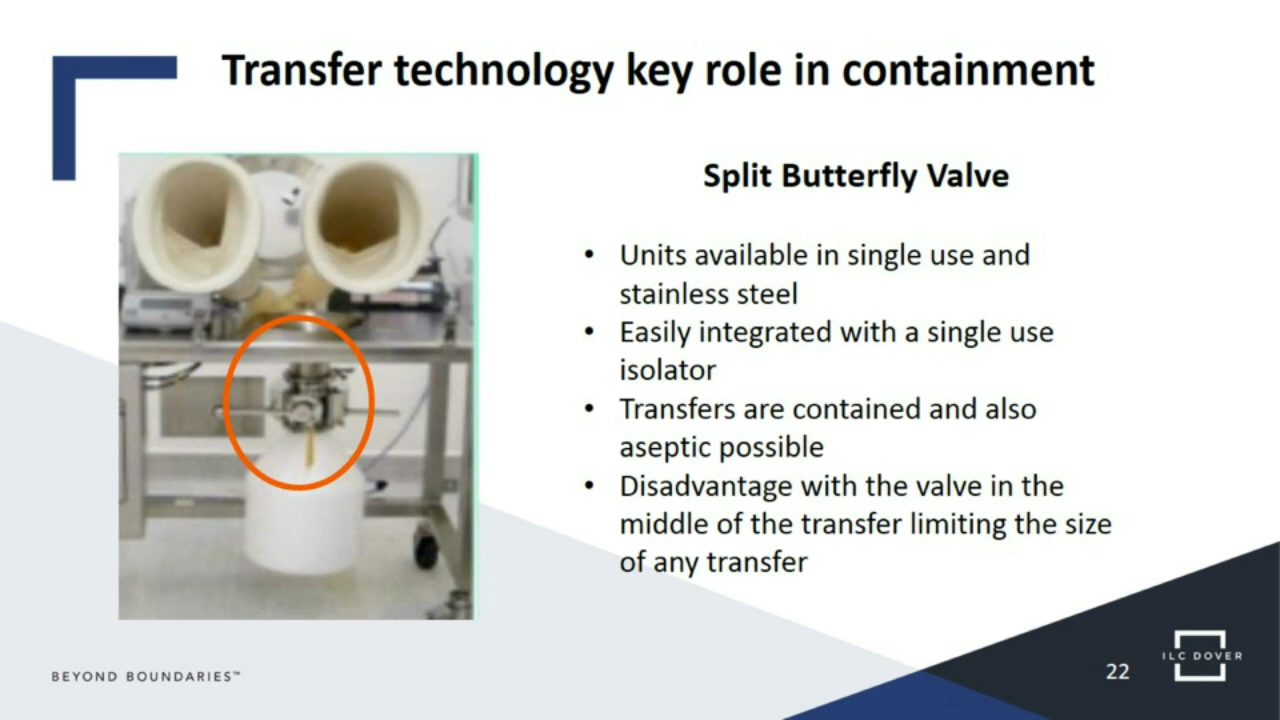 Transfer technology key role in containment
Split Butterfly Valve
• Units available in single use and
stainless steel
• Easily integrated with a single use
isolator
• Transfers are contained and also
aseptic possible
• Disadvantage with the valve in the
middle of the transfer limiting the size
of any transfer
BEYOND BOUNDARIES™
22
ILC DOVER